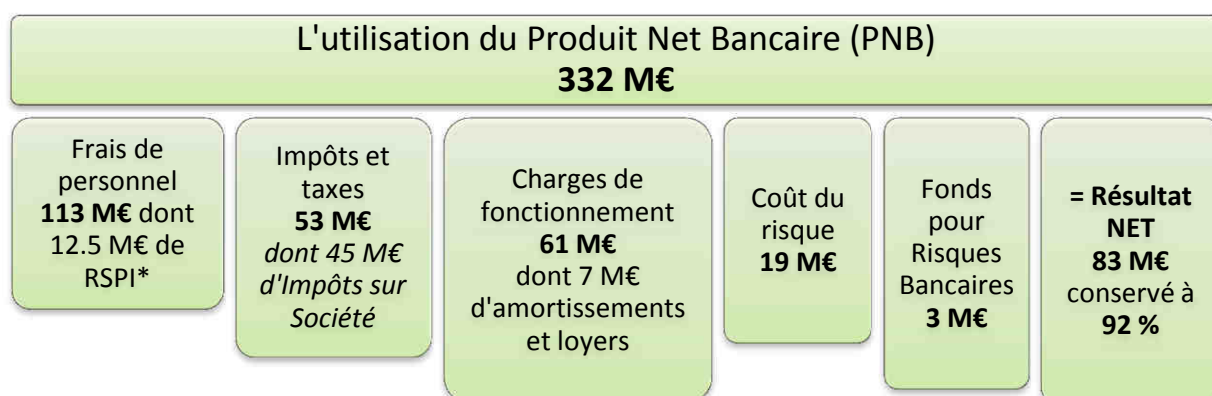 L'utilisation du Produit Net Bancaire (PNB)
332 M€
Frais de
personnel
113 M€ dont
12.5 M€ de
RSPI*
Impôts et
taxes
53 M€
dont 45 M€
d'Impôts sur
Société
Charges de
fonctionnement
61 M€
dont 7 M€
d'amortissements
et loyers
Coût du
risque
19 M€
Fonds
pour
Risques
Bancaires
3 M€
= Résultat
NET
83 M€
conservé à
92 %